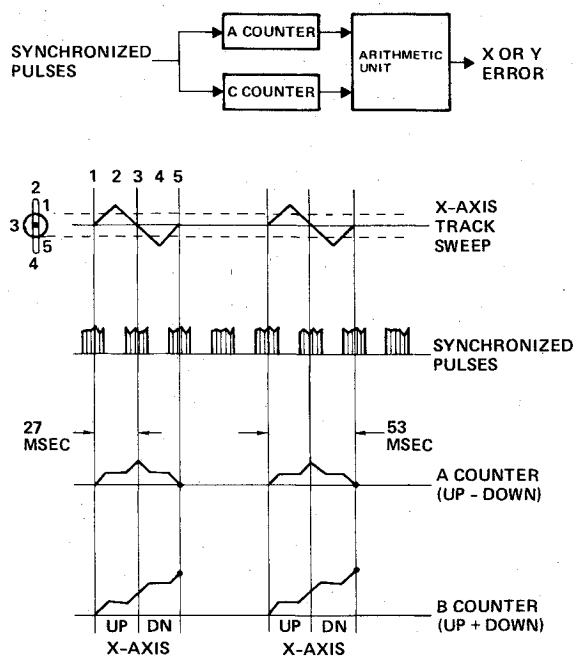 SYNCHRONIZED
PULSES
A COUNTER
C COUNTER
ARITHMETIC
UNIT
X OR Y
ERROR
1 2 3 4 5
2
1
3
5
4
X-AXIS
TRACK
SWEEP
SYNCHRONIZED
PULSES
27
MSEC
53
MSEC
A COUNTER
(UP – DOWN)
B COUNTER
(UP + DOWN)
UP DN
X-AXIS
UP DN
X-AXIS